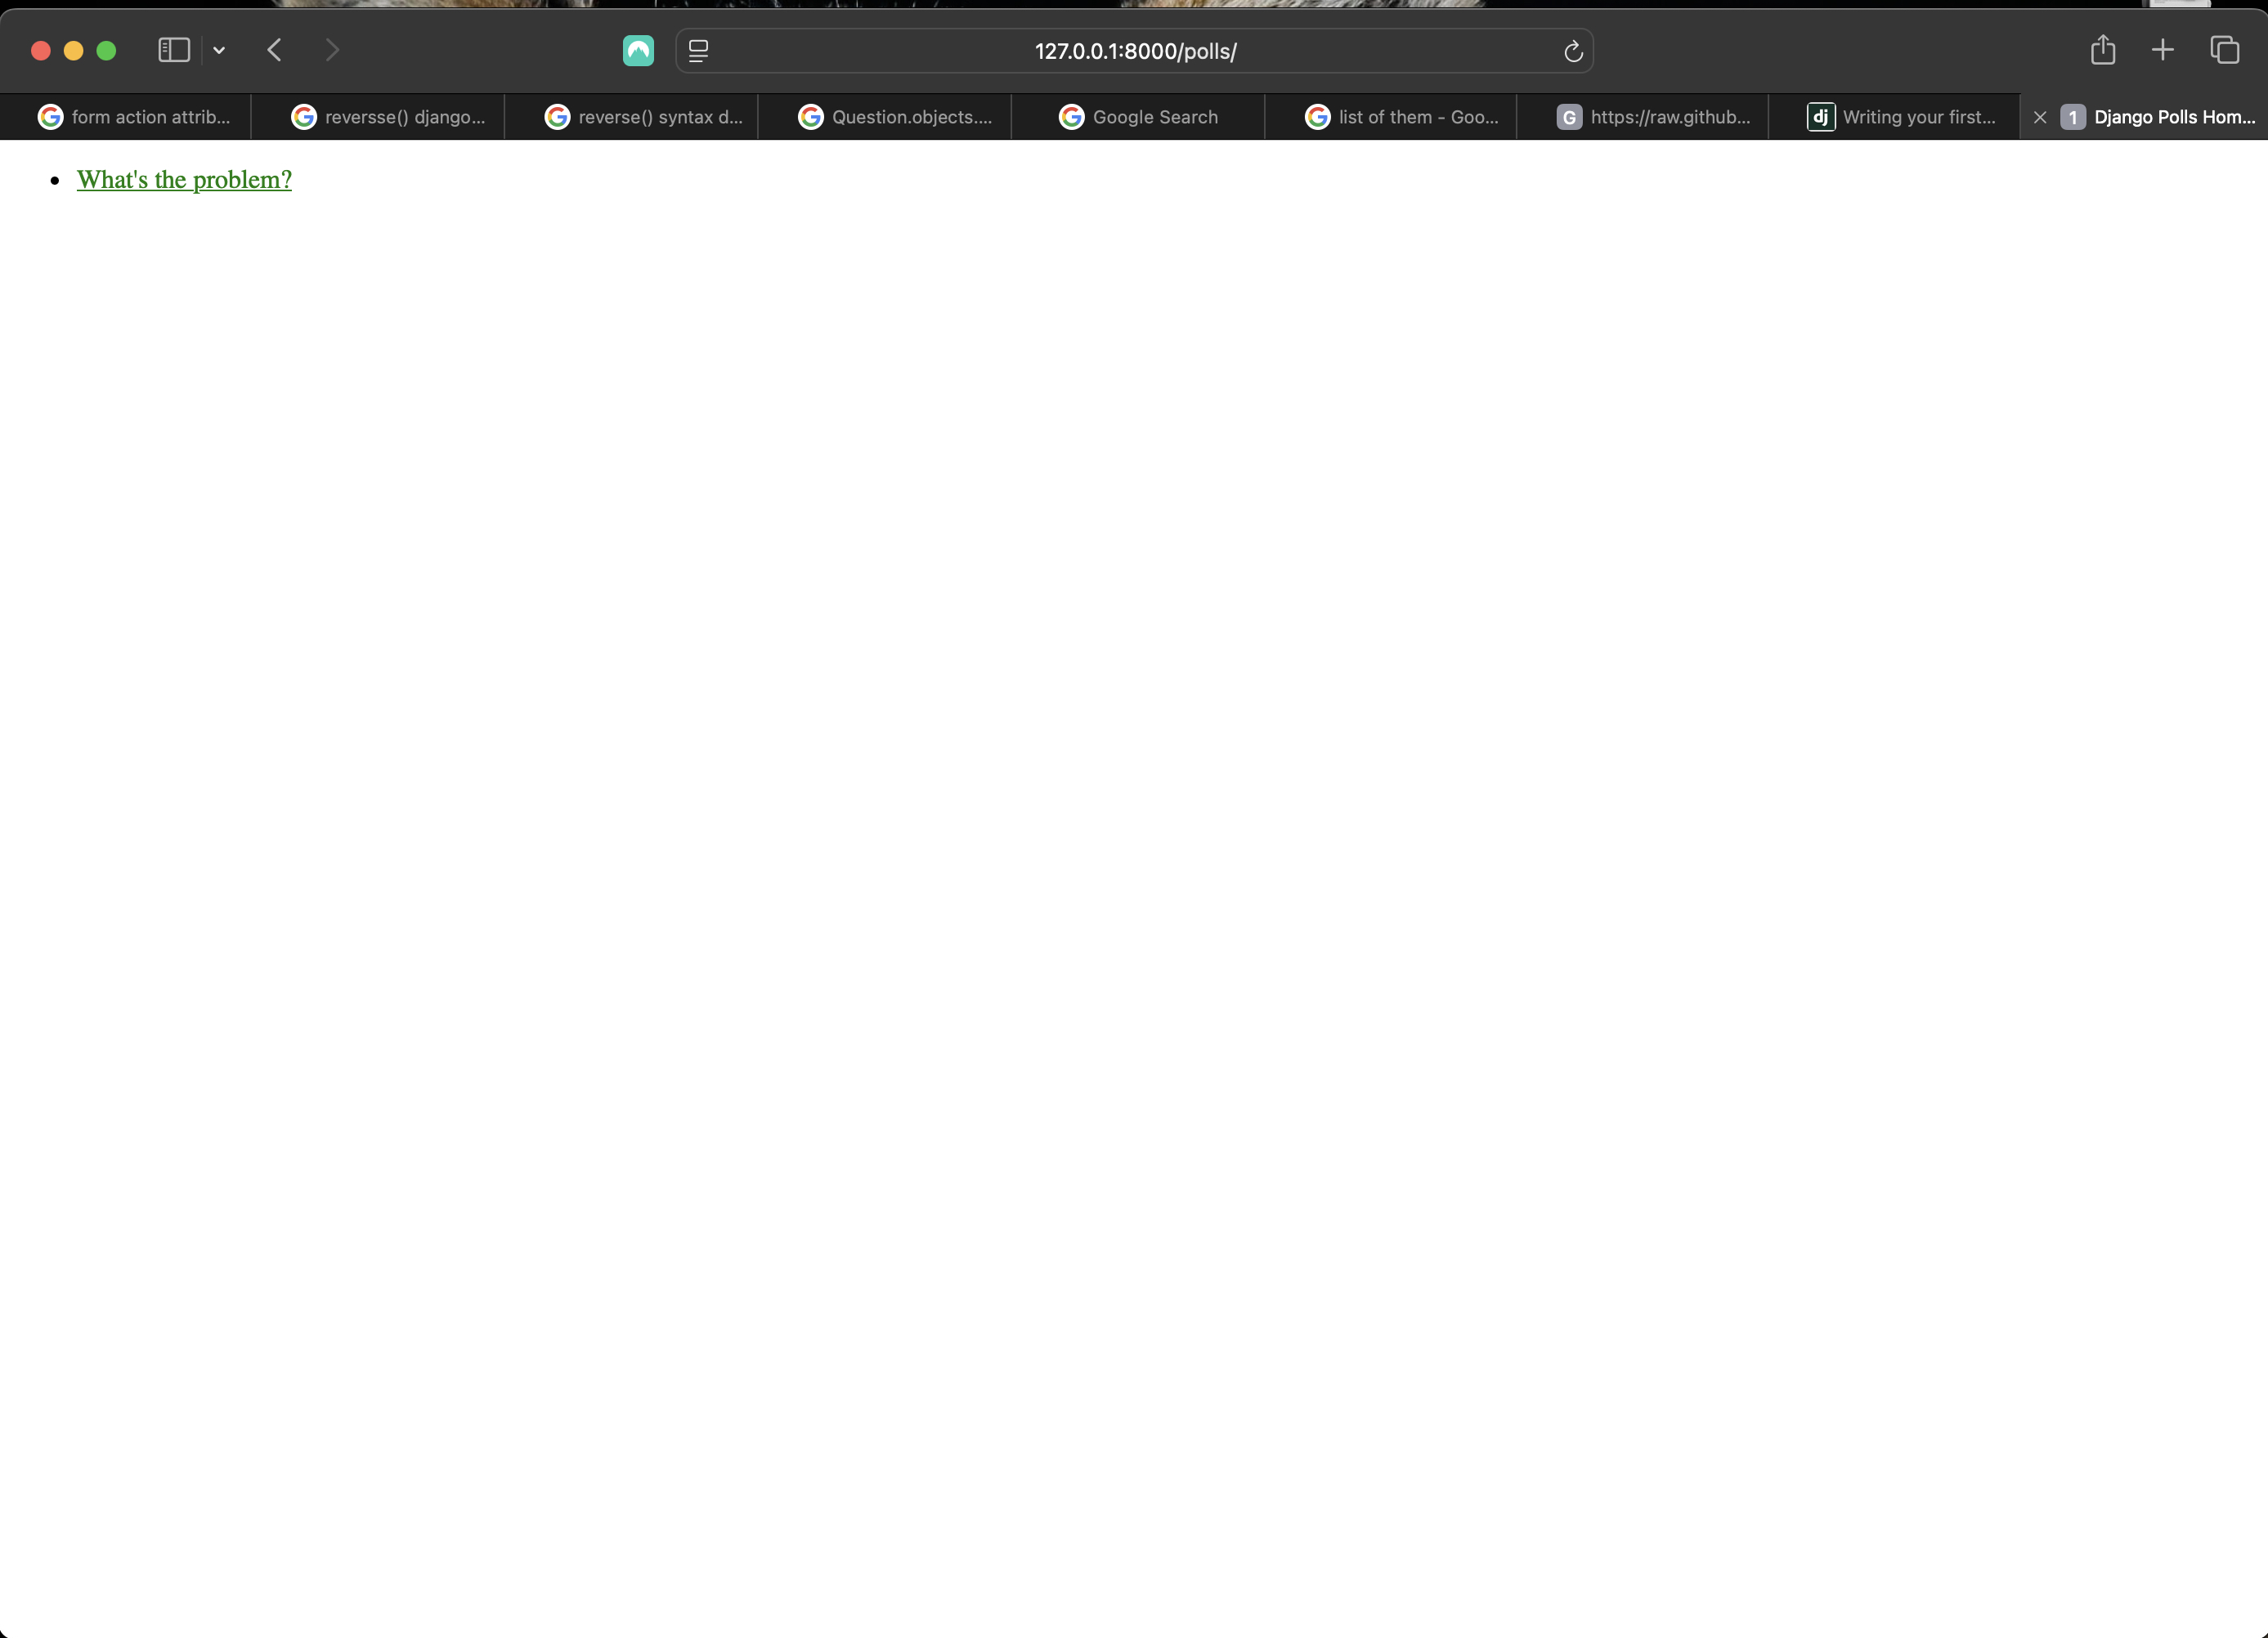 127.0.0.1:8000/polls/
form action attrib...
reversse() django...
reverse() syntax d...
Question.objects....
Google Search
list of them - Goo...
G https://raw.github...
dj Writing your first...
1 Django Polls Hom...
What's the problem?